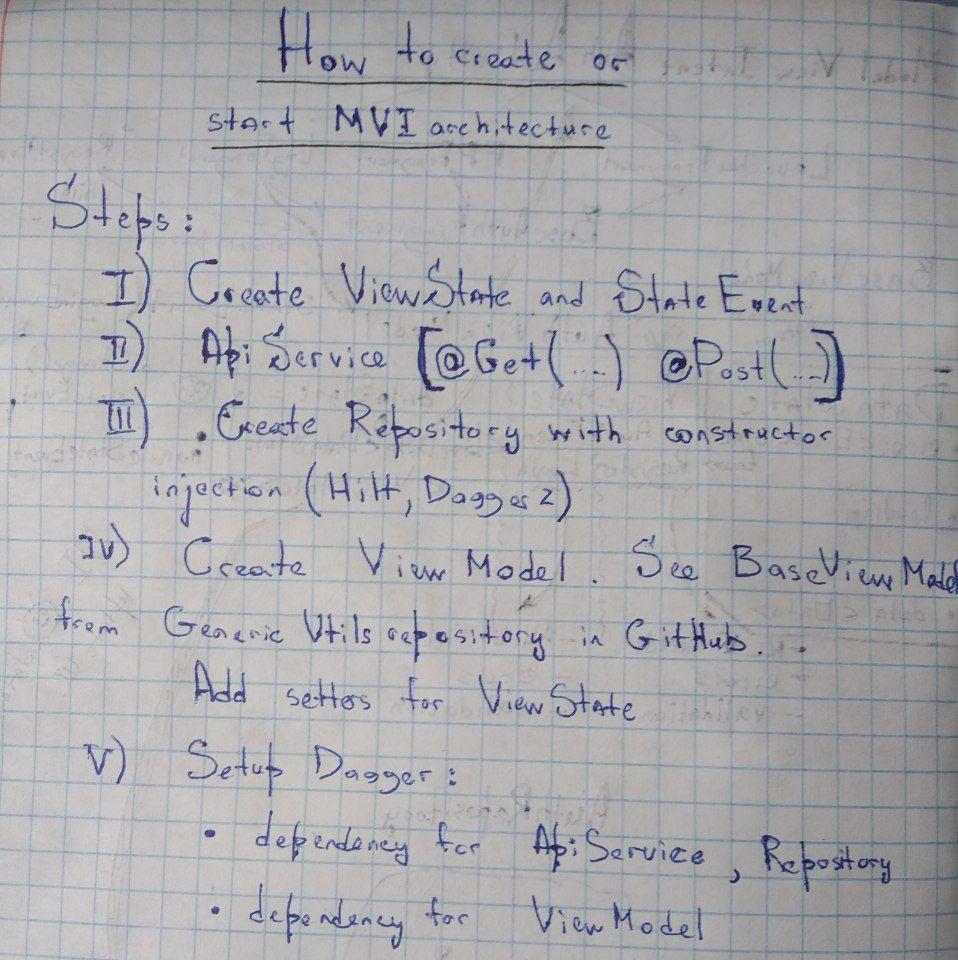 How to create or
start MVI architecture
Steps:
I) Create ViewState and StateEvent
II) ApiService [@Get(....) @Post(....)]
III) . Create Repository with constructor
injection (Hilt, Dagger 2)
IV) Create ViewModel. See BaseViewModel
from Generic Utils repository in GitHub.
Add setters for ViewState
V) Setup Dagger:
• dependency for ApiService, Repository
• dependency for ViewModel